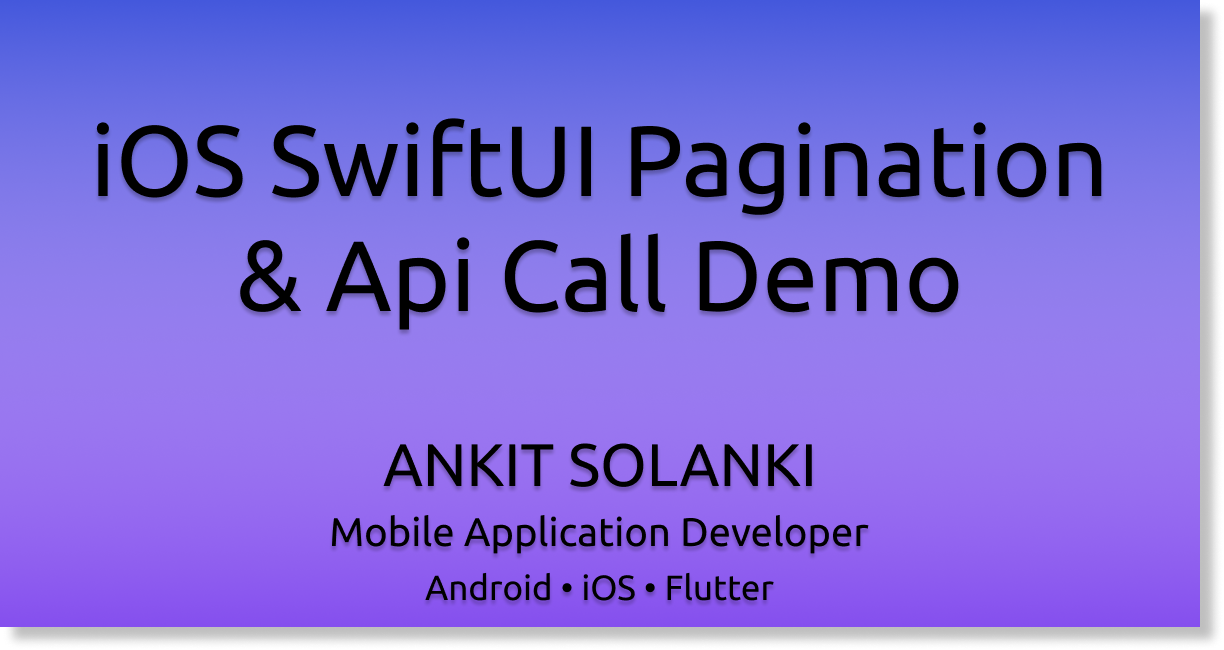 iOS SwiftUI Pagination
& Api Call Demo
ANKIT SOLANKI
Mobile Application Developer
Android • iOS • Flutter